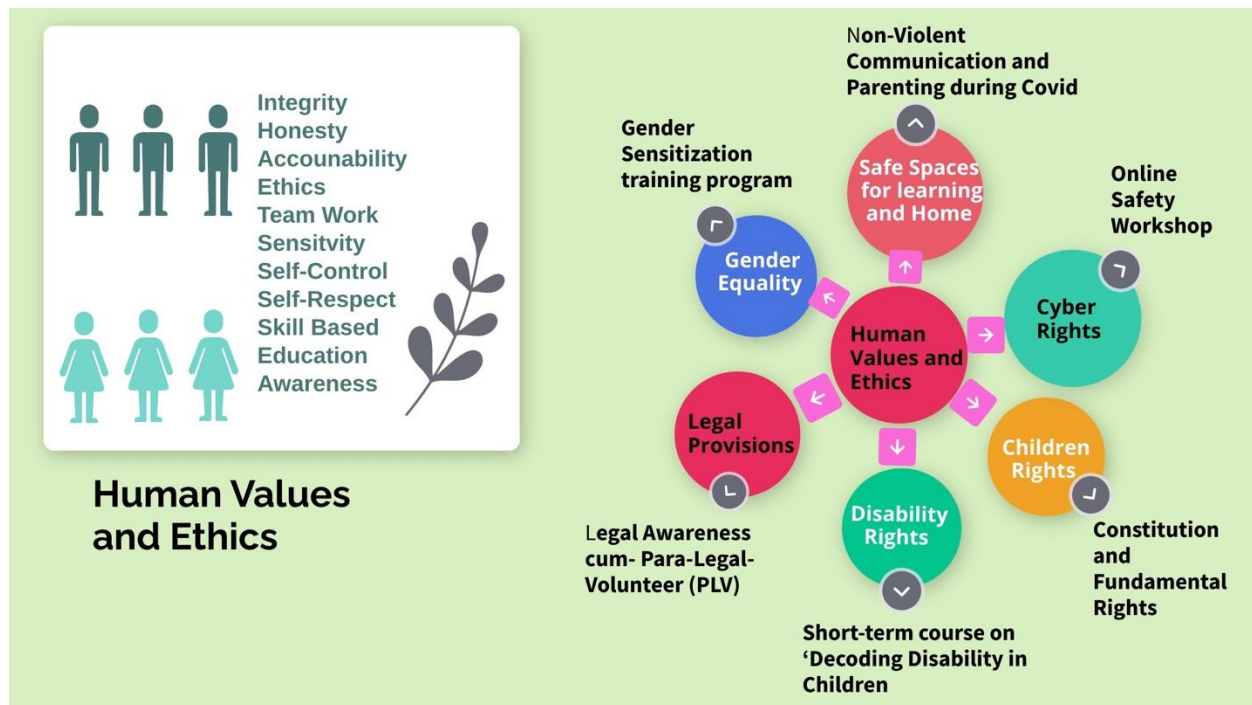 Integrity
Honesty
Accounability
Ethics
Team Work
Sensitvity
Self-Control
Self-Respect
Skill Based
Education
Awareness
Human Values
and Ethics
Non-Violent
Communication and
Parenting during Covid
Safe Spaces
for learning
and Home
Gender
Sensitization
training program
Gender
Equality
Online
Safety
Workshop
Cyber
Rights
Human
Values and
Ethics
Legal
Provisions
Legal Awareness
cum- Para-Legal-
Volunteer (PLV)
Children
Rights
Constitution
and
Fundamental
Rights
Disability
Rights
Short-term course on
‘Decoding Disability in
Children